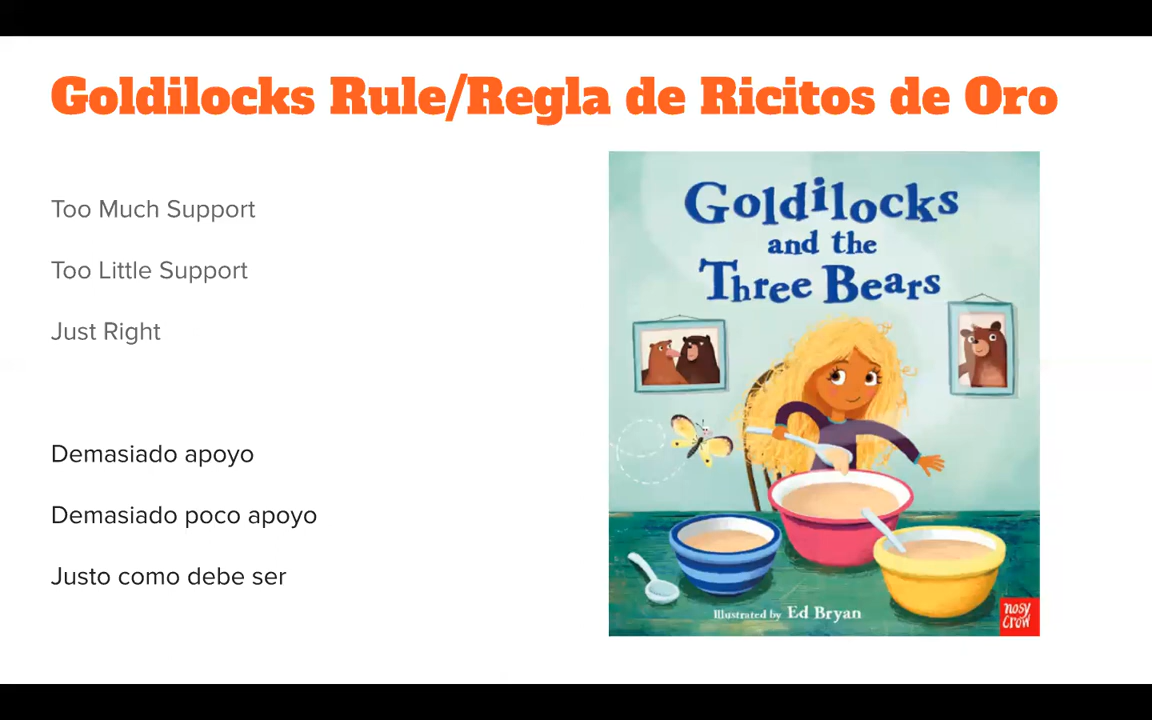 Goldilocks Rule/Regla de Ricitos de Oro
Too Much Support
Too Little Support
Just Right
Demasiado apoyo
Demasiado poco apoyo
Justo como debe ser
Goldilocks
and the
Three Bears
Illustrated by Ed Bryan
nosy
crow